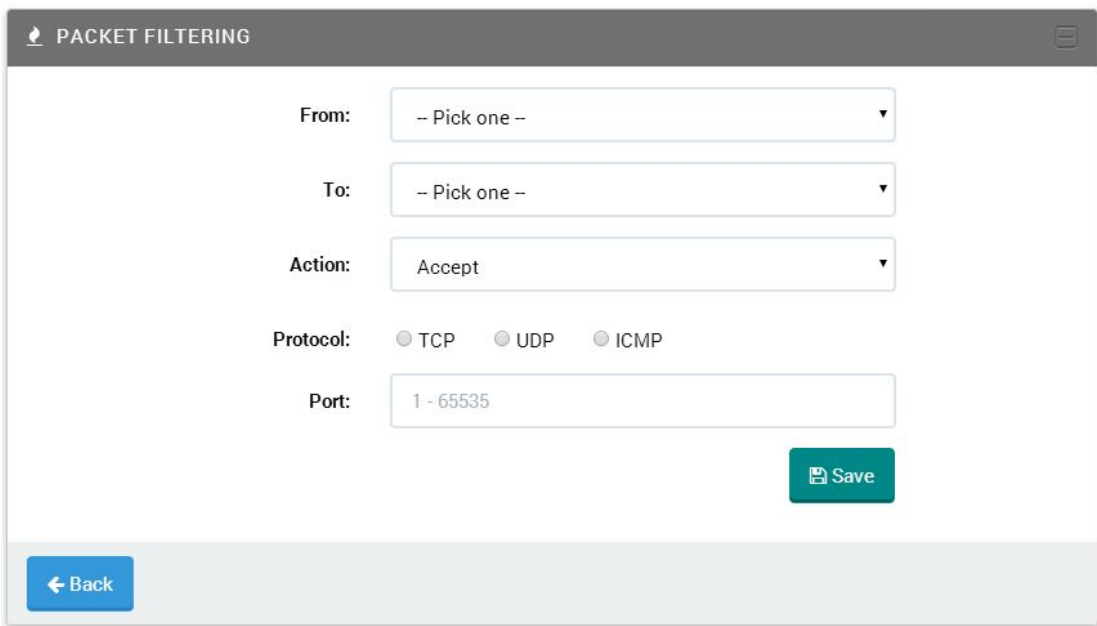 PACKET FILTERING
From: -- Pick one --
To: -- Pick one --
Action: Accept
Protocol: TCP UDP ICMP
Port: 1 - 65535
Save
Back